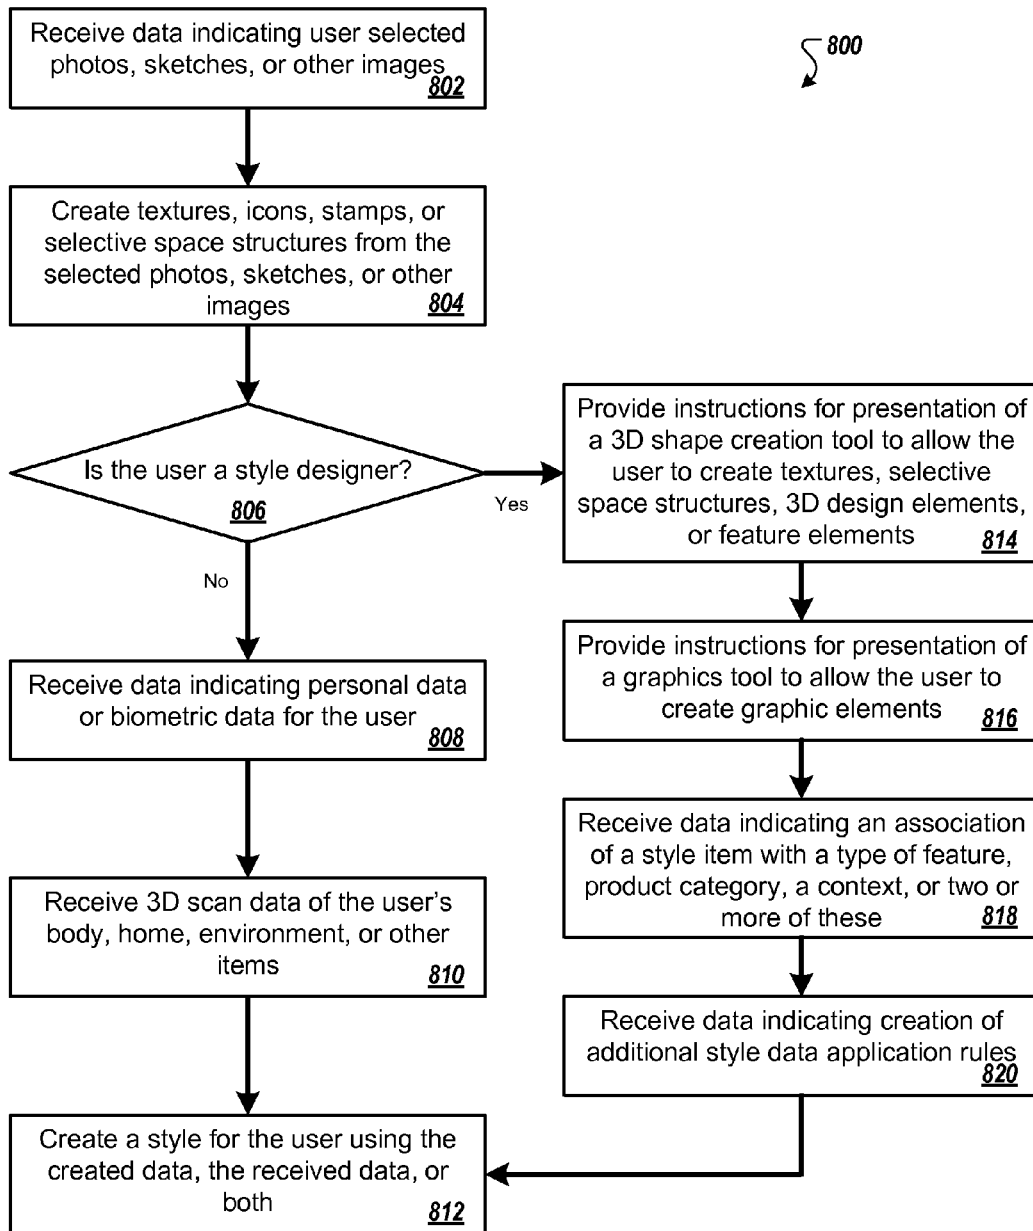 Receive data indicating user selected
photos, sketches, or other images
802
800
Create textures, icons, stamps, or
selective space structures from the
selected photos, sketches, or other
images
804
Is the user a style designer?
806
Yes
No
Receive data indicating personal data
or biometric data for the user
808
Receive 3D scan data of the user's
body, home, environment, or other
items
810
Create a style for the user using the
created data, the received data, or
both
812
Provide instructions for presentation of
a 3D shape creation tool to allow the
user to create textures, selective
space structures, 3D design elements,
or feature elements
814
Provide instructions for presentation of
a graphics tool to allow the user to
create graphic elements
816
Receive data indicating an association
of a style item with a type of feature,
product category, a context, or two or
more of these
818
Receive data indicating creation of
additional style data application rules
820